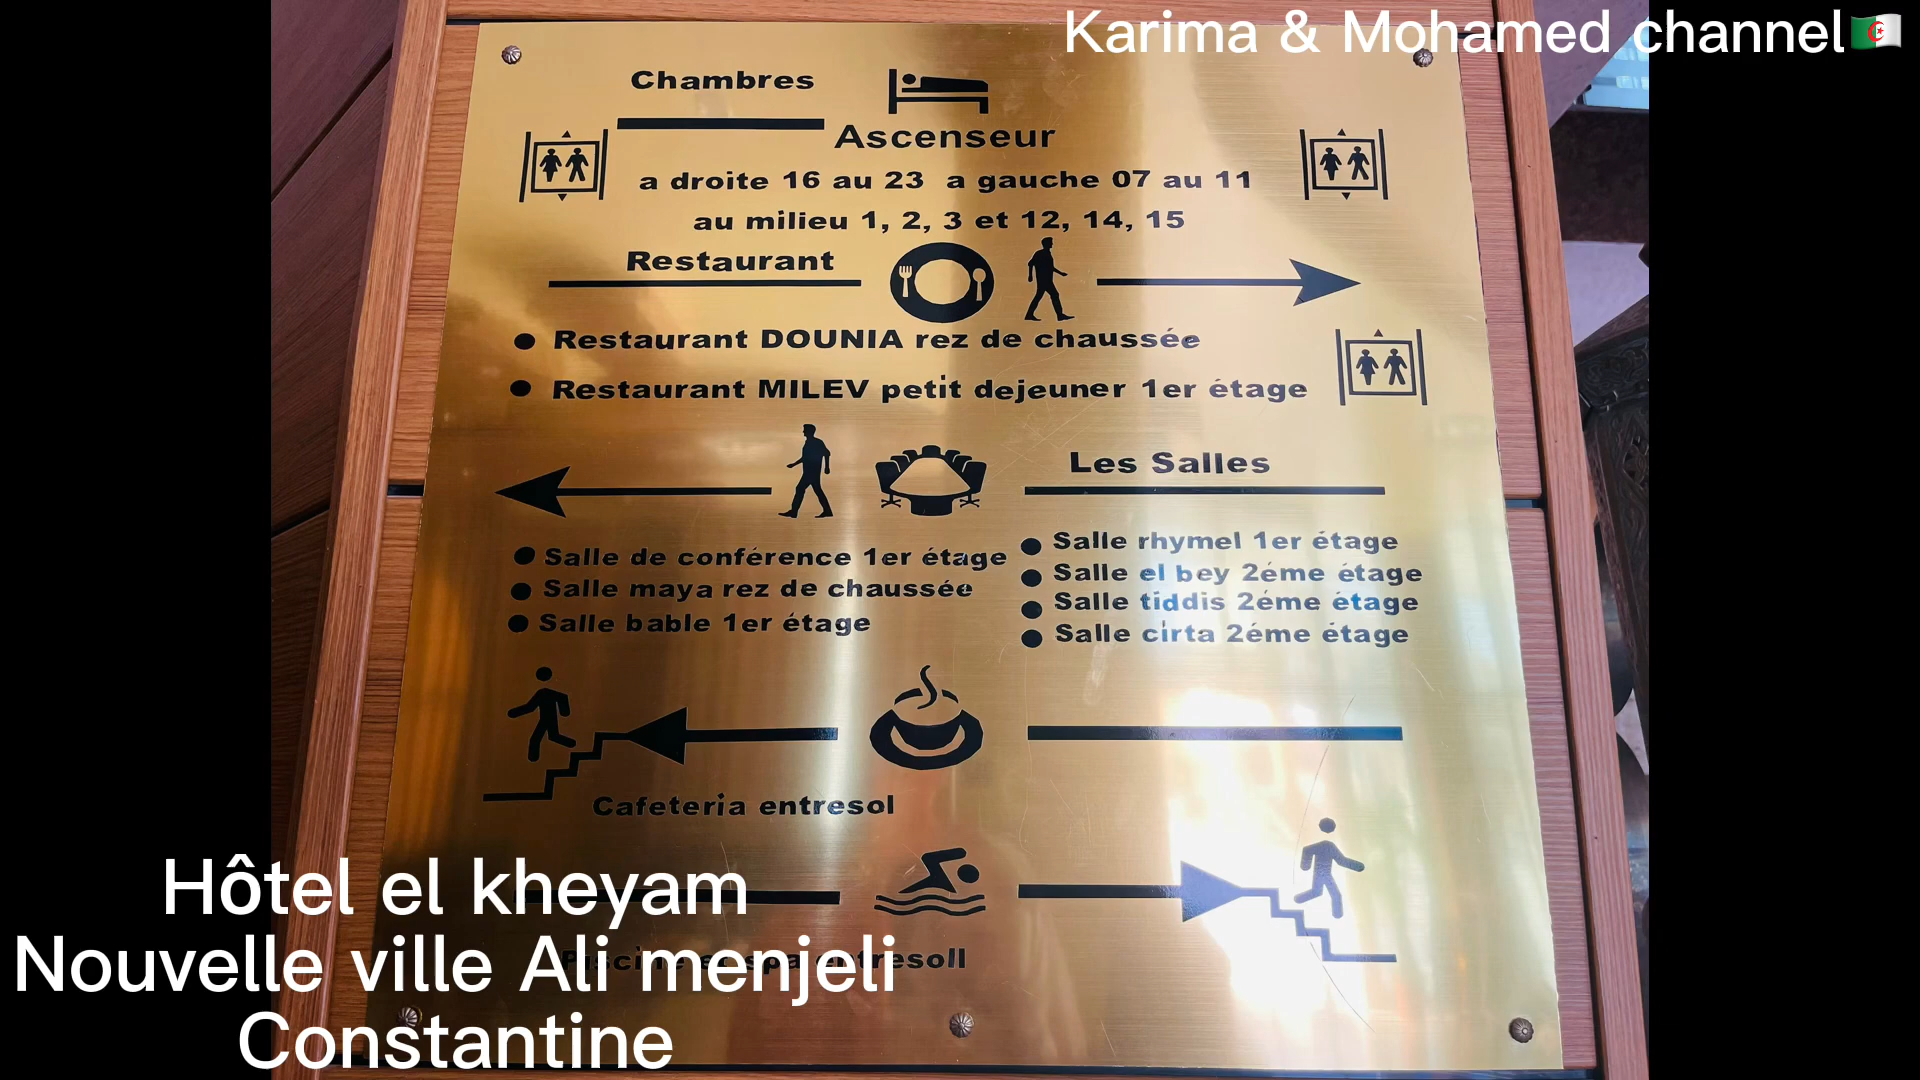 Karima & Mohamed channel
Chambres
Ascenseur
a droite 16 au 23 a gauche 07 au 11
au milieu 1, 2, 3 et 12, 14, 15
Restaurant
Restaurant DOUNIA rez de chaussée
Restaurant MILEV petit dejeuner 1er étage
Les Salles
Salle de conférence 1er étage
Salle maya rez de chaussée
Salle bable 1er étage
Salle rhymel 1er étage
Salle el bey 2éme étage
Salle tiddis 2éme étage
Salle cirta 2éme étage
Cafeteria entresol
Piscine et spa entresoll
Hôtel el kheyam
Nouvelle ville Ali menjeli
Constantine